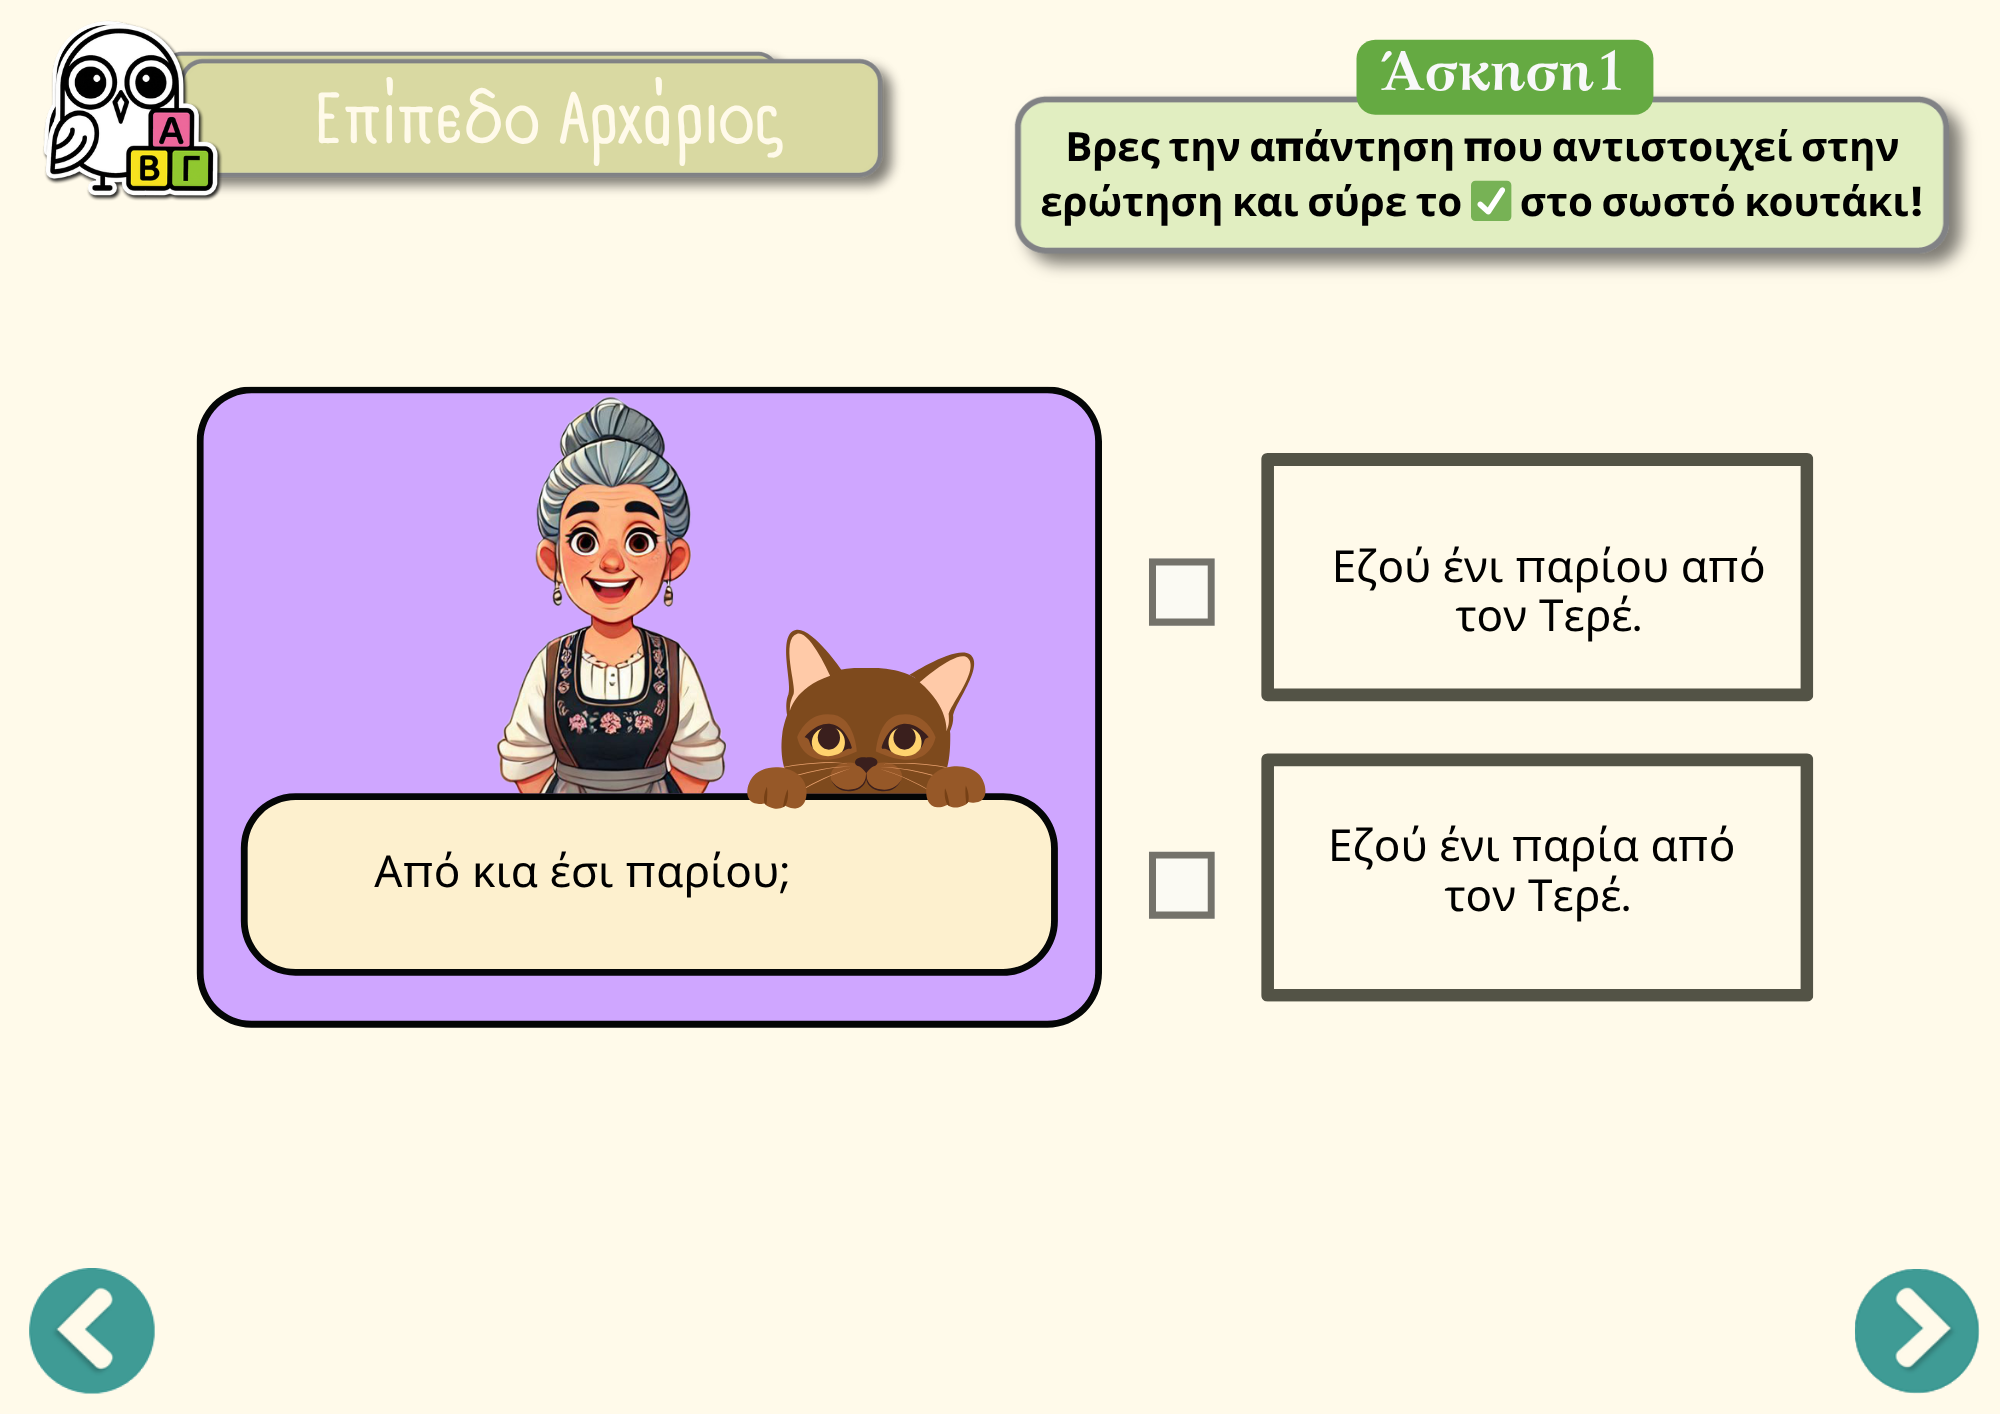 Α
Β Γ
Επίπεδο Αρχάριος
Άσκηση1
Βρες την απάντηση που αντιστοιχεί στην
ερώτηση και σύρε το ✅ στο σωστό κουτάκι!
Από κια έσι παρίου;
Εζού ένι παρίου από
τον Τερέ.
Εζού ένι παρία από
τον Τερέ.